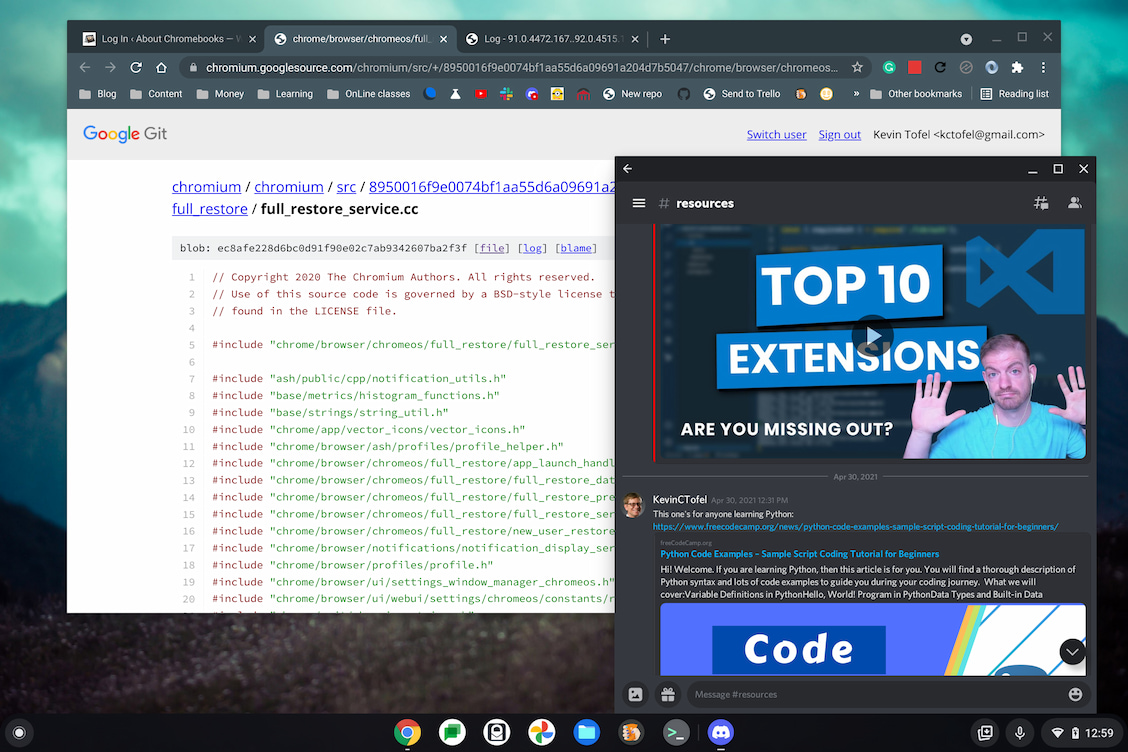 Log In ‹ About Chromebooks — W
chrome/browser/chromeos/full_
Log - 91.0.4472.167..92.0.4515.1
chromium.googlesource.com/chromium/src/+/8950016f9e0074bf1aa55d6a09691a204d7b5047/chrome/browser/chromeos...
Blog
Content
Money
Learning
OnLine classes
New repo
Send to Trello
»
Other bookmarks
Reading list
Google Git
Switch user
Sign out
Kevin Tofel <kctofel@gmail.com>
chromium / chromium / src / 8950016f9e0074bf1aa55d6a09691a2
full_restore / full_restore_service.cc
blob: ec8afe228d6bc0d91f90e02c7ab9342607ba2f3f [file] [log] [blame]
1 // Copyright 2020 The Chromium Authors. All rights reserved.
2 // Use of this source code is governed by a BSD-style license t
3 // found in the LICENSE file.
4
5 #include "chrome/browser/chromeos/full_restore/full_restore_ser
6
7 #include "ash/public/cpp/notification_utils.h"
8 #include "base/metrics/histogram_functions.h"
9 #include "base/strings/string_util.h"
10 #include "chrome/app/vector_icons/vector_icons.h"
11 #include "chrome/browser/ash/profiles/profile_helper.h"
12 #include "chrome/browser/chromeos/full_restore/app_launch_handl
13 #include "chrome/browser/chromeos/full_restore/full_restore_dat
14 #include "chrome/browser/chromeos/full_restore/full_restore_pre
15 #include "chrome/browser/chromeos/full_restore/full_restore_ser
16 #include "chrome/browser/chromeos/full_restore/new_user_restore
17 #include "chrome/browser/notifications/notification_display_ser
18 #include "chrome/browser/profiles/profile.h"
19 #include "chrome/browser/ui/settings_window_manager_chromeos.h"
20 #include "chrome/browser/ui/webui/settings/chromeos/constants/r
# resources
TOP 10
EXTENSIONS
ARE YOU MISSING OUT?
Apr 30, 2021
KevinCTofel Apr 30, 2021 12:31 PM
This one's for anyone learning Python:
https://www.freecodecamp.org/news/python-code-examples-sample-script-coding-tutorial-for-beginners/
freeCodeCamp.org
Python Code Examples – Sample Script Coding Tutorial for Beginners
Hi! Welcome. If you are learning Python, then this article is for you. You will find a thorough description of
Python syntax and lots of code examples to guide you during your coding journey. What we will
cover:Variable Definitions in PythonHello, World! Program in PythonData Types and Built-in Data
Code
Message #resources
12:59